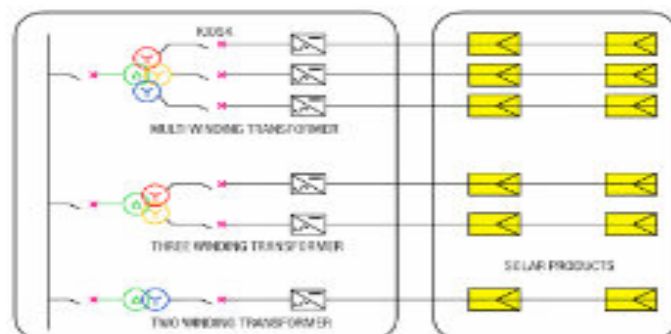 KIOSK
MULTI WINDING TRANSFORMER
THREE WINDING TRANSFORMER
SOLAR PRODUCTS
TWO WINDING TRANSFORMER